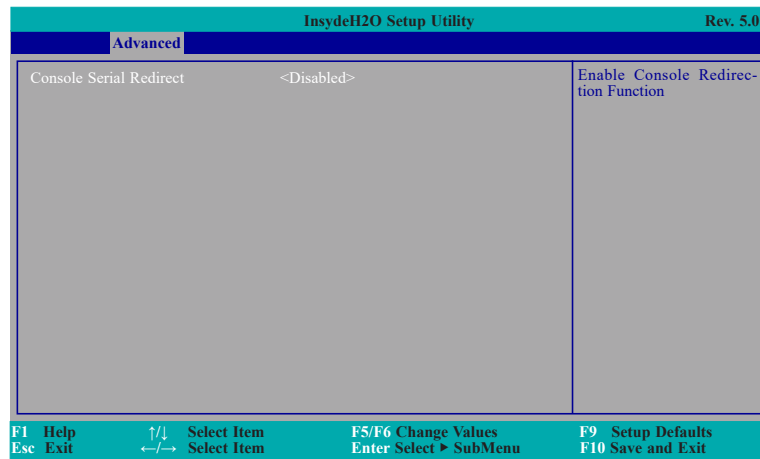 InsydeH2O Setup Utility Rev. 5.0
Advanced
Console Serial Redirect <Disabled>
Enable Console Redirec-
tion Function
F1 Help ↑/↓ Select Item F5/F6 Change Values F9 Setup Defaults
Esc Exit ←/→ Select Item Enter Select ▶ SubMenu F10 Save and Exit